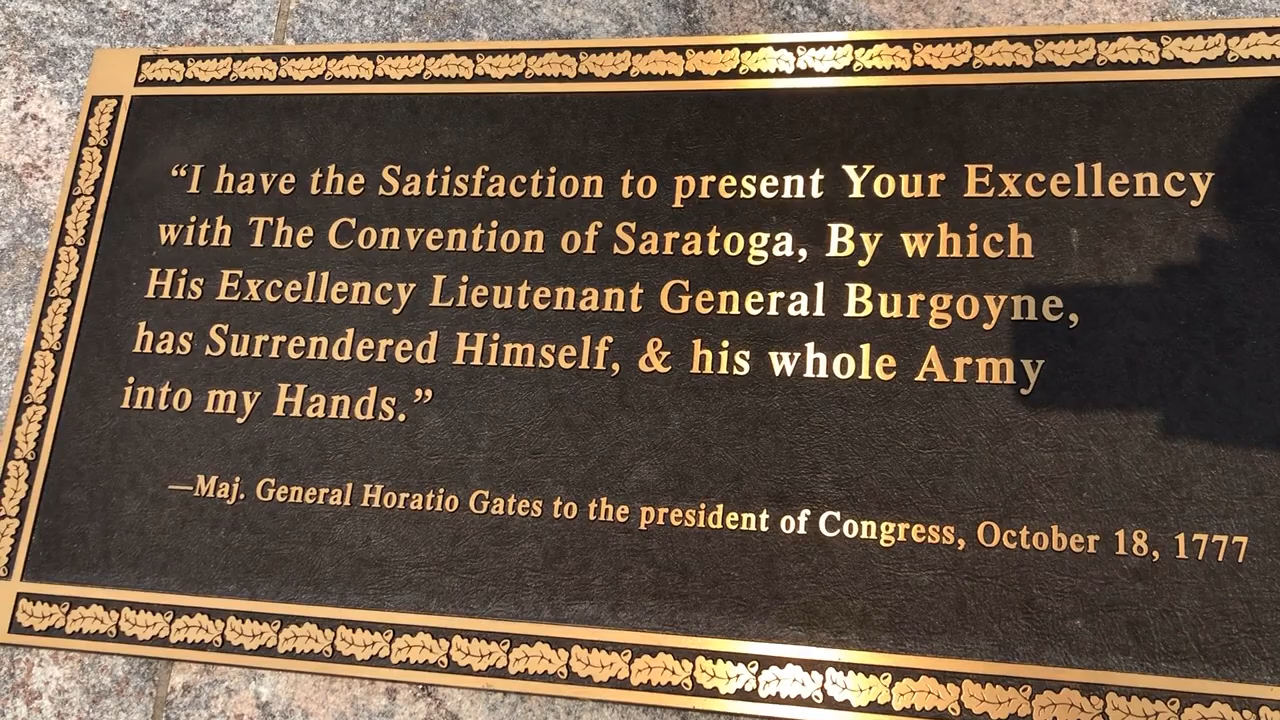 “I have the Satisfaction to present Your Excellency
with The Convention of Saratoga, By which
His Excellency Lieutenant General Burgoyne,
has Surrendered Himself, & his whole Army
into my Hands.”
—Maj. General Horatio Gates to the president of Congress, October 18, 1777